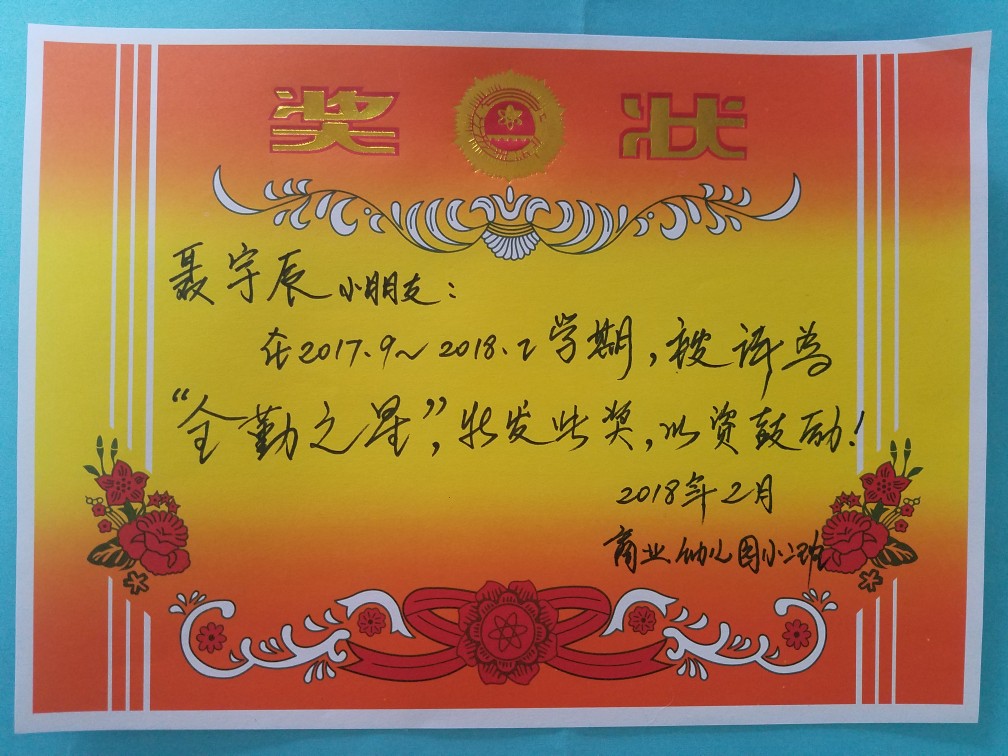 奖状
聂宇辰小朋友:
在2017.9~2018.2学期,被评为
“全勤之星”,特发此奖,以资鼓励!
2018年2月
商业幼儿园小二班